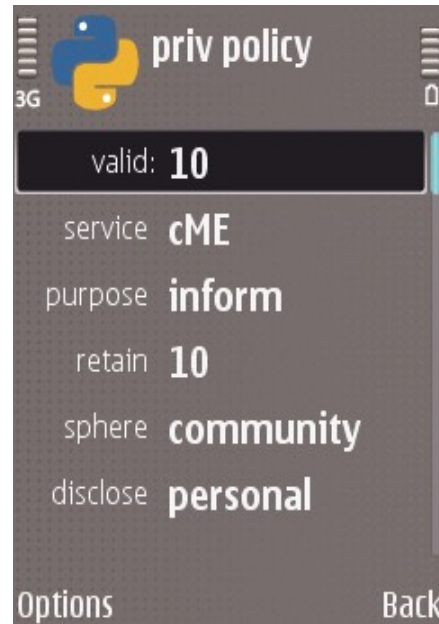 priv policy
3G
valid: 10
service cME
purpose inform
retain 10
sphere community
disclose personal
Options Back